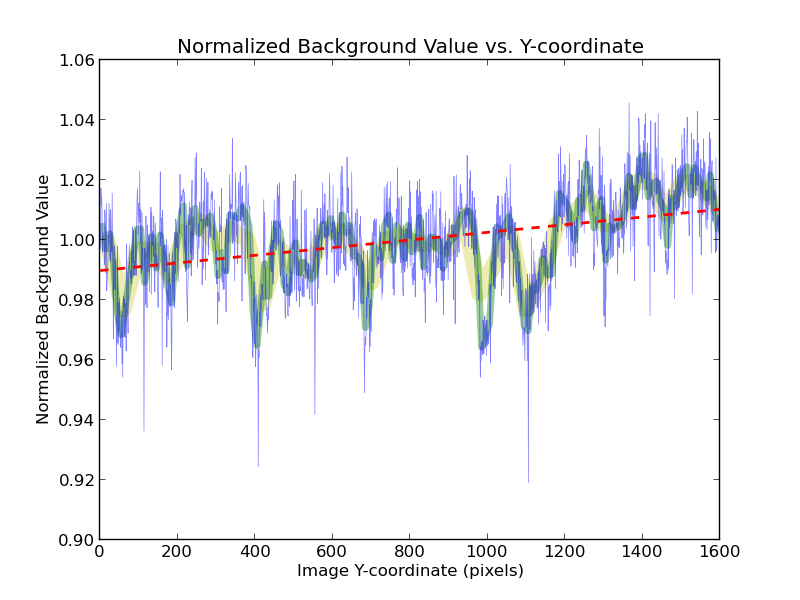 Normalized Background Value vs. Y-coordinate
1.06
1.04
1.02
1.00
0.98
0.96
0.94
0.92
0.90
Normalized Background Value
0 200 400 600 800 1000 1200 1400 1600
Image Y-coordinate (pixels)